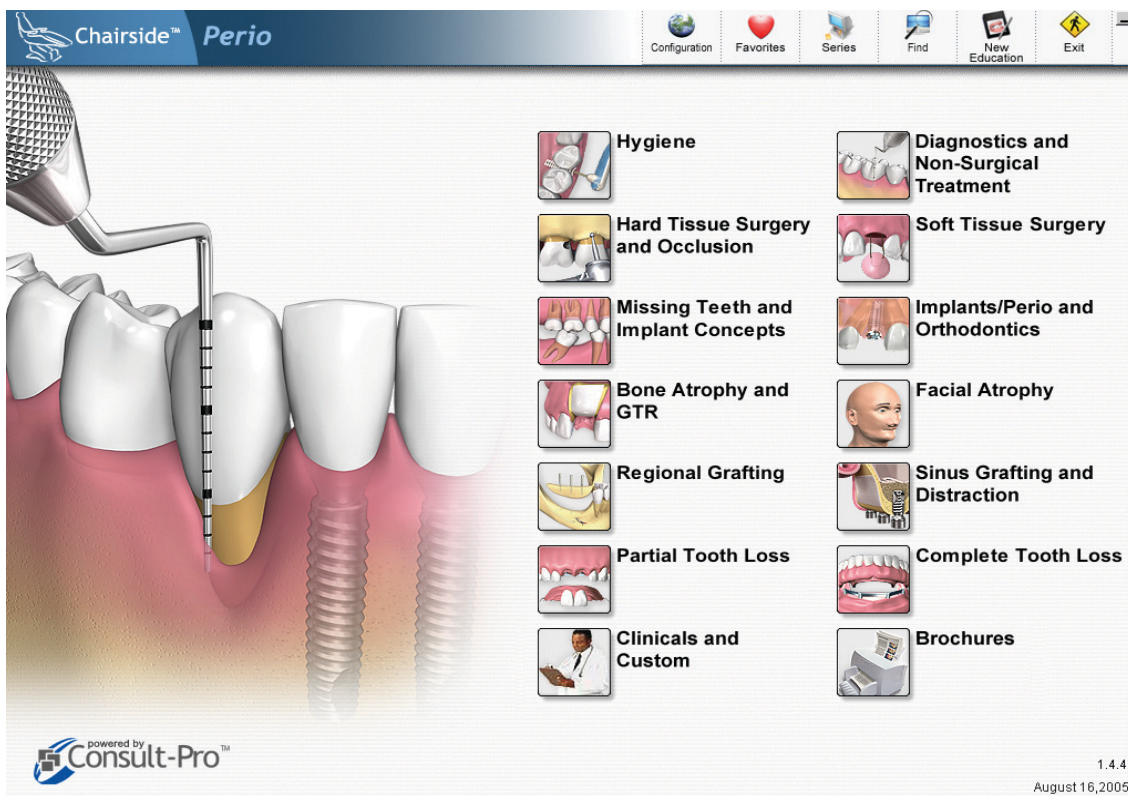 Chairside™
Perio
Configuration
Favorites
Series
Find
New
Education
Exit
Hygiene
Diagnostics and
Non-Surgical
Treatment
Hard Tissue Surgery
and Occlusion
Soft Tissue Surgery
Missing Teeth and
Implant Concepts
Implants/Perio and
Orthodontics
Bone Atrophy and
GTR
Facial Atrophy
Regional Grafting
Sinus Grafting and
Distraction
Partial Tooth Loss
Complete Tooth Loss
Clinicals and
Custom
Brochures
powered by
Consult-Pro™
1.4.4
August 16,2005